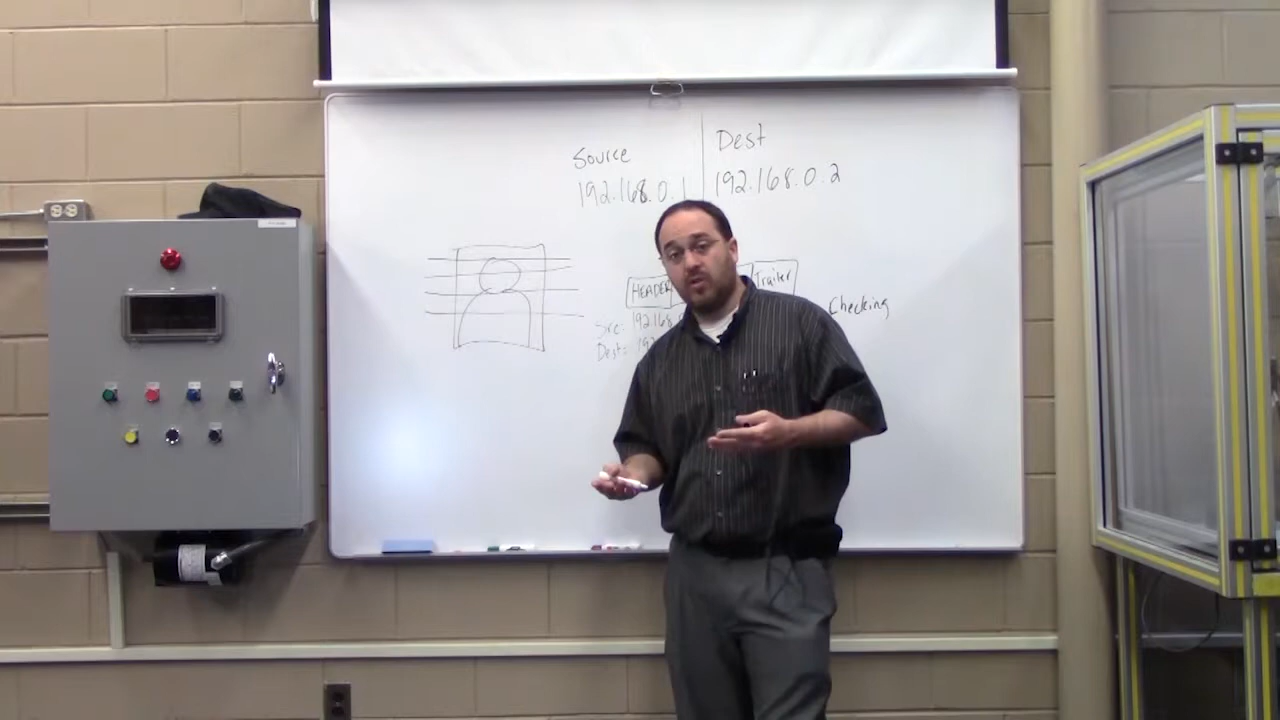 Source
Dest
192.168.0.1
192.168.0.2
HEADER
Trailer
Checking
Src: 192.168.
Dest: 192